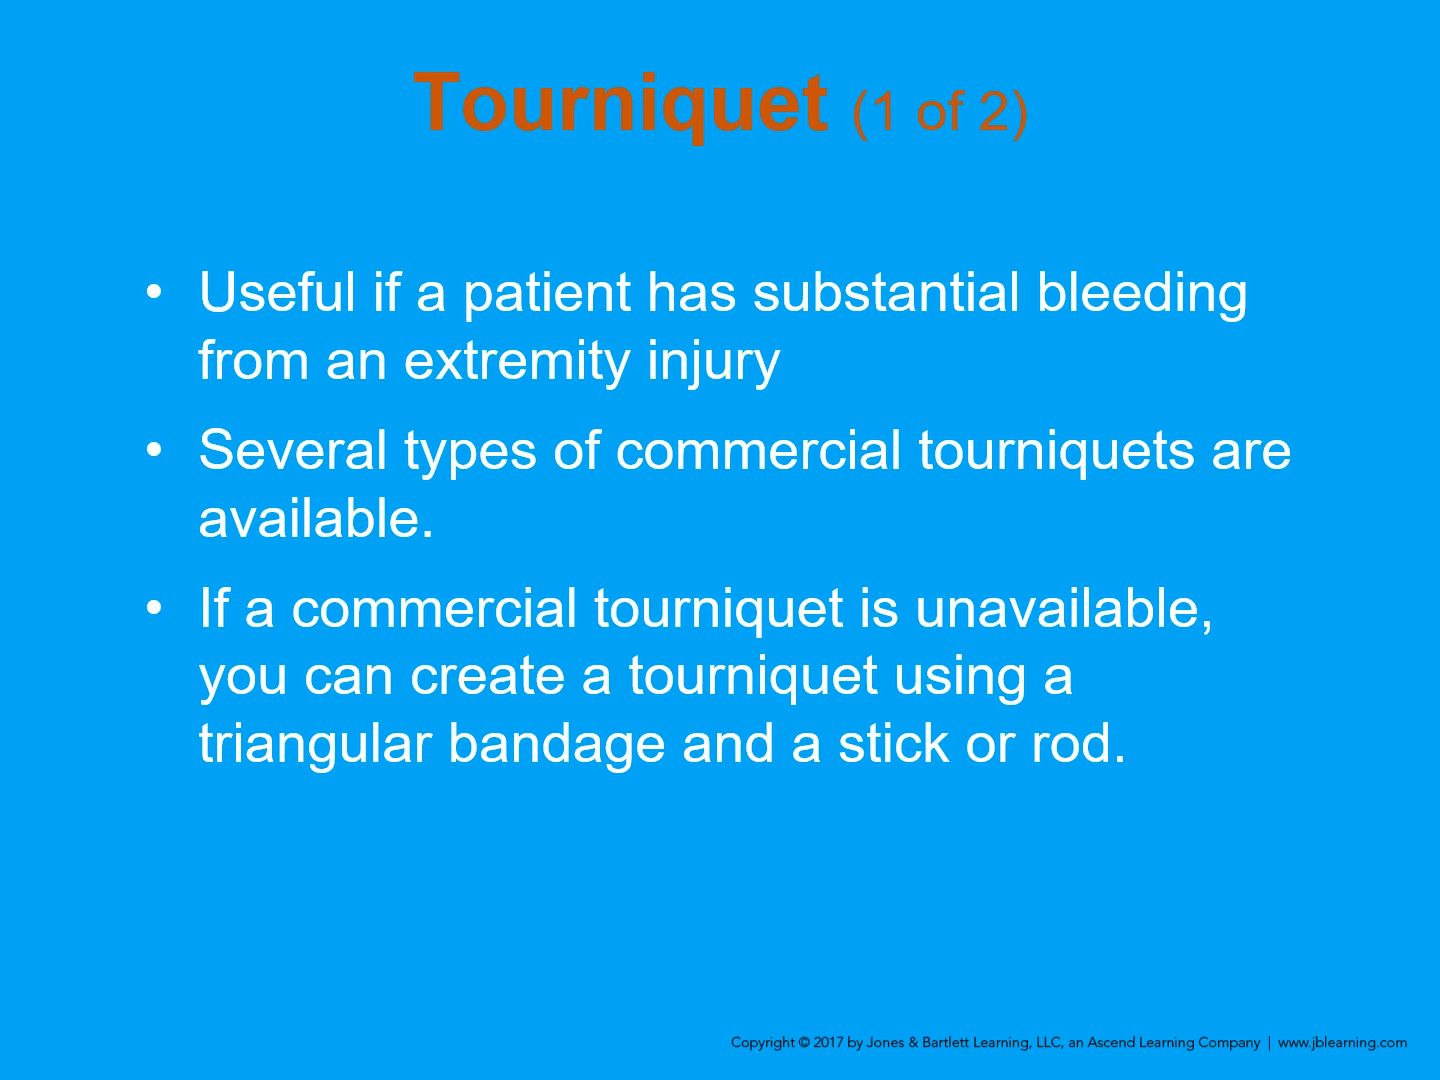 Tourniquet (1 of 2)
• Useful if a patient has substantial bleeding
from an extremity injury
• Several types of commercial tourniquets are
available.
• If a commercial tourniquet is unavailable,
you can create a tourniquet using a
triangular bandage and a stick or rod.
Copyright © 2017 by Jones & Bartlett Learning, LLC, an Ascend Learning Company | www.jblearning.com